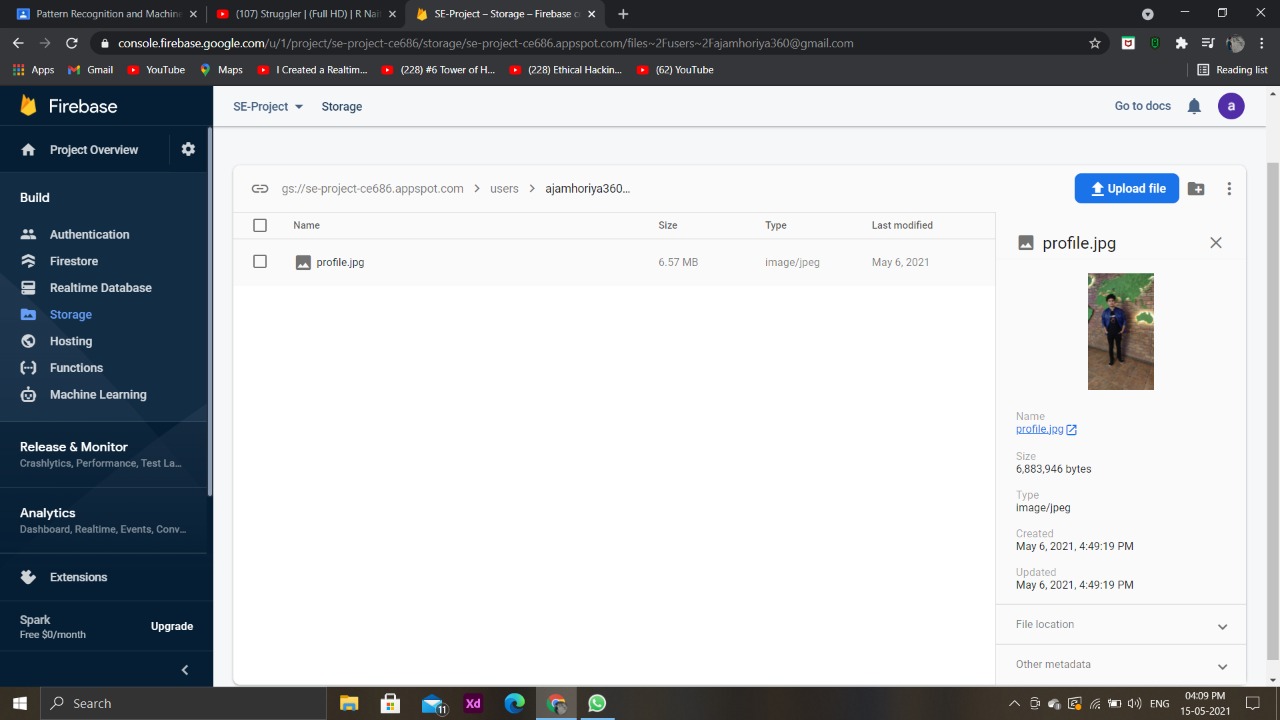 Pattern Recognition and Machine
(107) Struggler | (Full HD) | R Nait
SE-Project – Storage – Firebase c
console.firebase.google.com/u/1/project/se-project-ce686/storage/se-project-ce686.appspot.com/files~2Fusers~2Fajamhoriya360@gmail.com
Apps
Gmail
YouTube
Maps
I Created a Realtim...
(228) #6 Tower of H...
(228) Ethical Hackin...
(62) YouTube
Reading list
Firebase
SE-Project
Storage
Go to docs
a
Project Overview
Build
Authentication
Firestore
Realtime Database
Storage
Hosting
Functions
Machine Learning
Release & Monitor
Crashlytics, Performance, Test La...
Analytics
Dashboard, Realtime, Events, Conv...
Extensions
Spark
Free $0/month
Upgrade
gs://se-project-ce686.appspot.com
users
ajamhoriya360...
Upload file
Name
Size
Type
Last modified
profile.jpg
6.57 MB
image/jpeg
May 6, 2021
profile.jpg
Name
profile.jpg
Size
6,883,946 bytes
Type
image/jpeg
Created
May 6, 2021, 4:49:19 PM
Updated
May 6, 2021, 4:49:19 PM
File location
Other metadata
Search
11
Xd
ENG
04:09 PM
15-05-2021